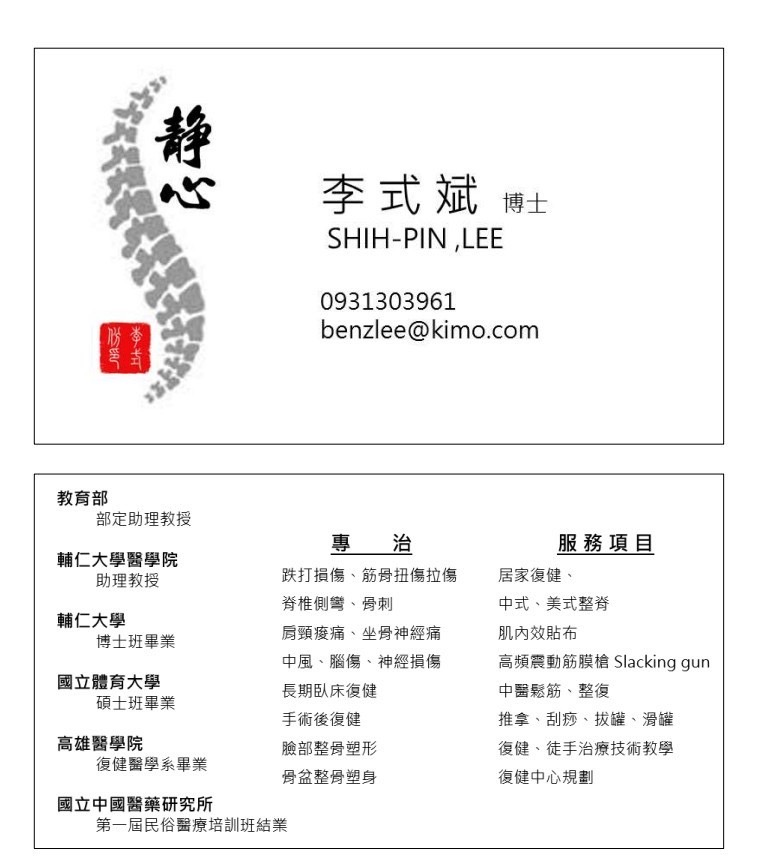 靜心
李式斌 博士
SHIH-PIN ,LEE
0931303961
benzlee@kimo.com
教育部
部定助理教授
輔仁大學醫學院
助理教授
輔仁大學
博士班畢業
國立體育大學
碩士班畢業
高雄醫學院
復健醫學系畢業
國立中國醫藥研究所
第一屆民俗醫療培訓班結業
專 治
跌打損傷、筋骨扭傷拉傷
脊椎側彎、骨刺
肩頸痠痛、坐骨神經痛
中風、腦傷、神經損傷
長期臥床復健
手術後復健
臉部整骨塑形
骨盆整骨塑身
服務項目
居家復健、
中式、美式整脊
肌內效貼布
高頻震動筋膜槍 Slacking gun
中醫鬆筋、整復
推拿、刮痧、拔罐、滑罐
復健、徒手治療技術教學
復健中心規劃